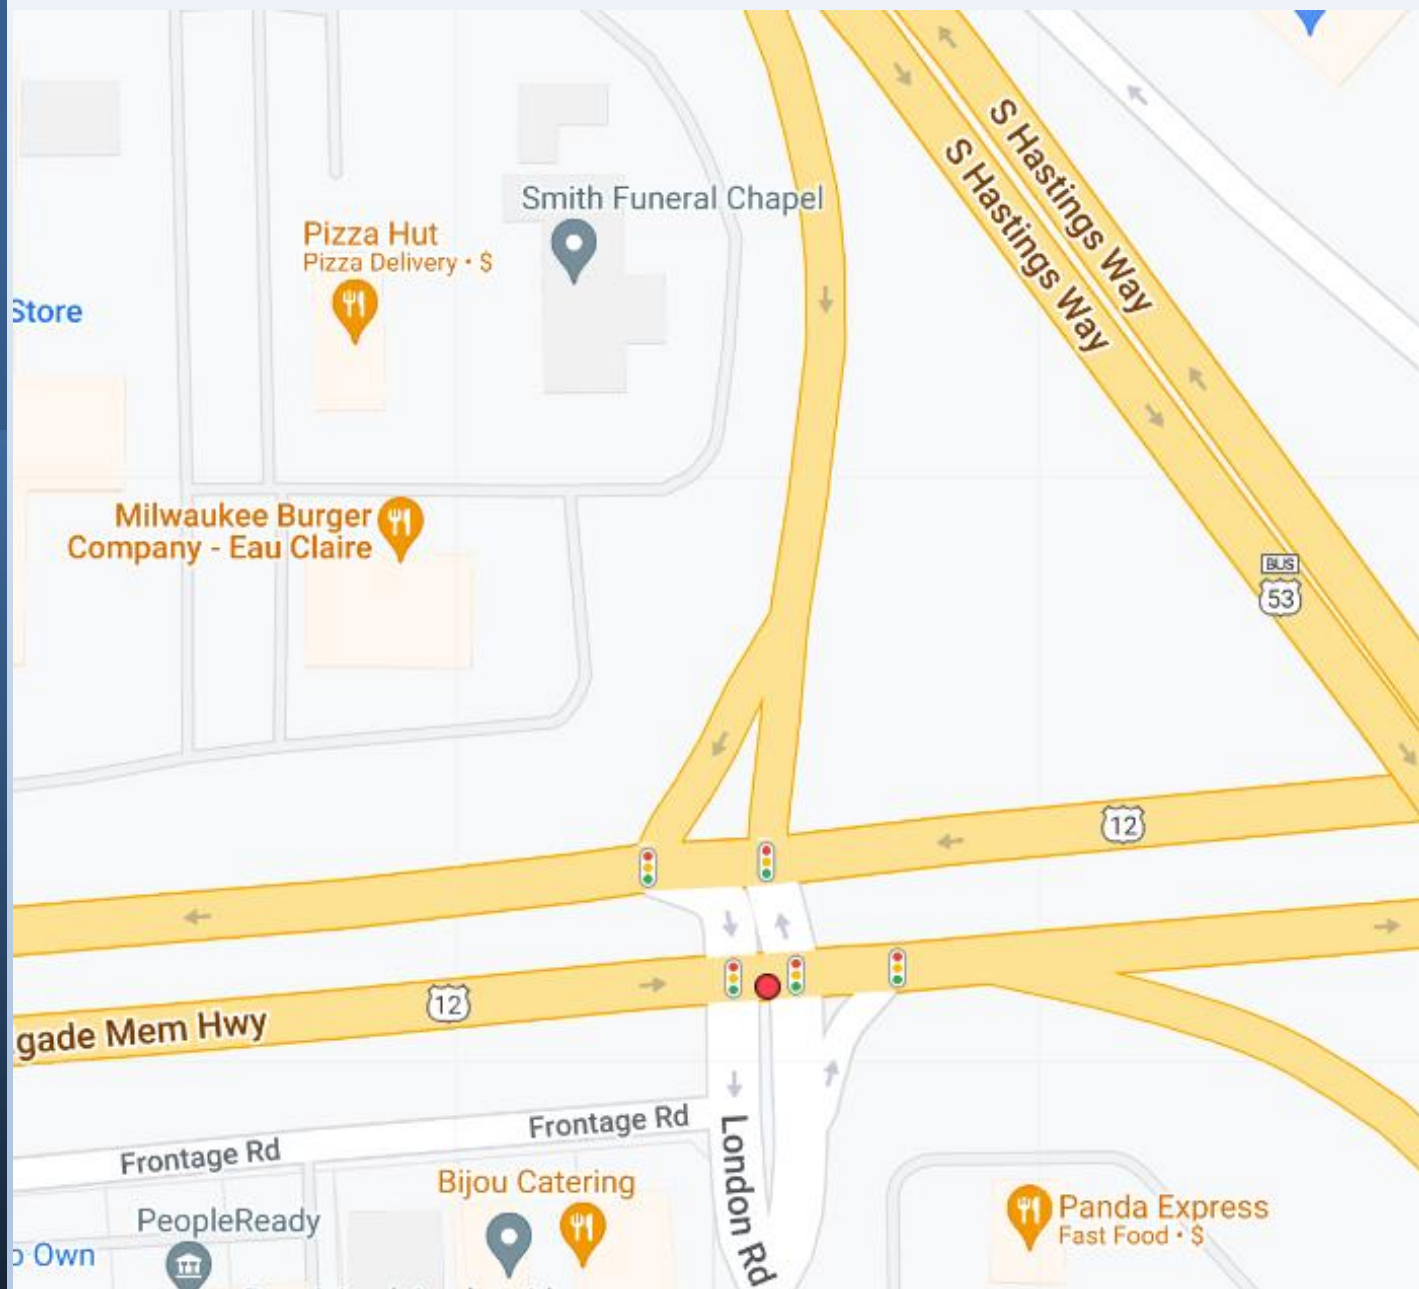 S Hastings Way
S Hastings Way
Smith Funeral Chapel
Pizza Hut
Pizza Delivery • $
Store
Milwaukee Burger
Company - Eau Claire
BUS
53
12
12
gade Mem Hwy
Frontage Rd
Frontage Rd
London Rd
Bijou Catering
PeopleReady
Panda Express
Fast Food • $
Own